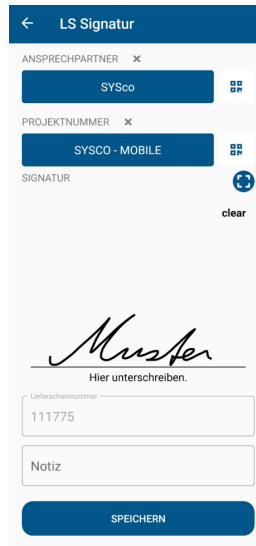 LS Signatur
ANSPRECHPARTNER ×
SYSco
PROJEKTNUMMER ×
SYSCO - MOBILE
SIGNATUR
clear
Muster
Hier unterschreiben.
Lieferscheinnummer
111775
Notiz
SPEICHERN